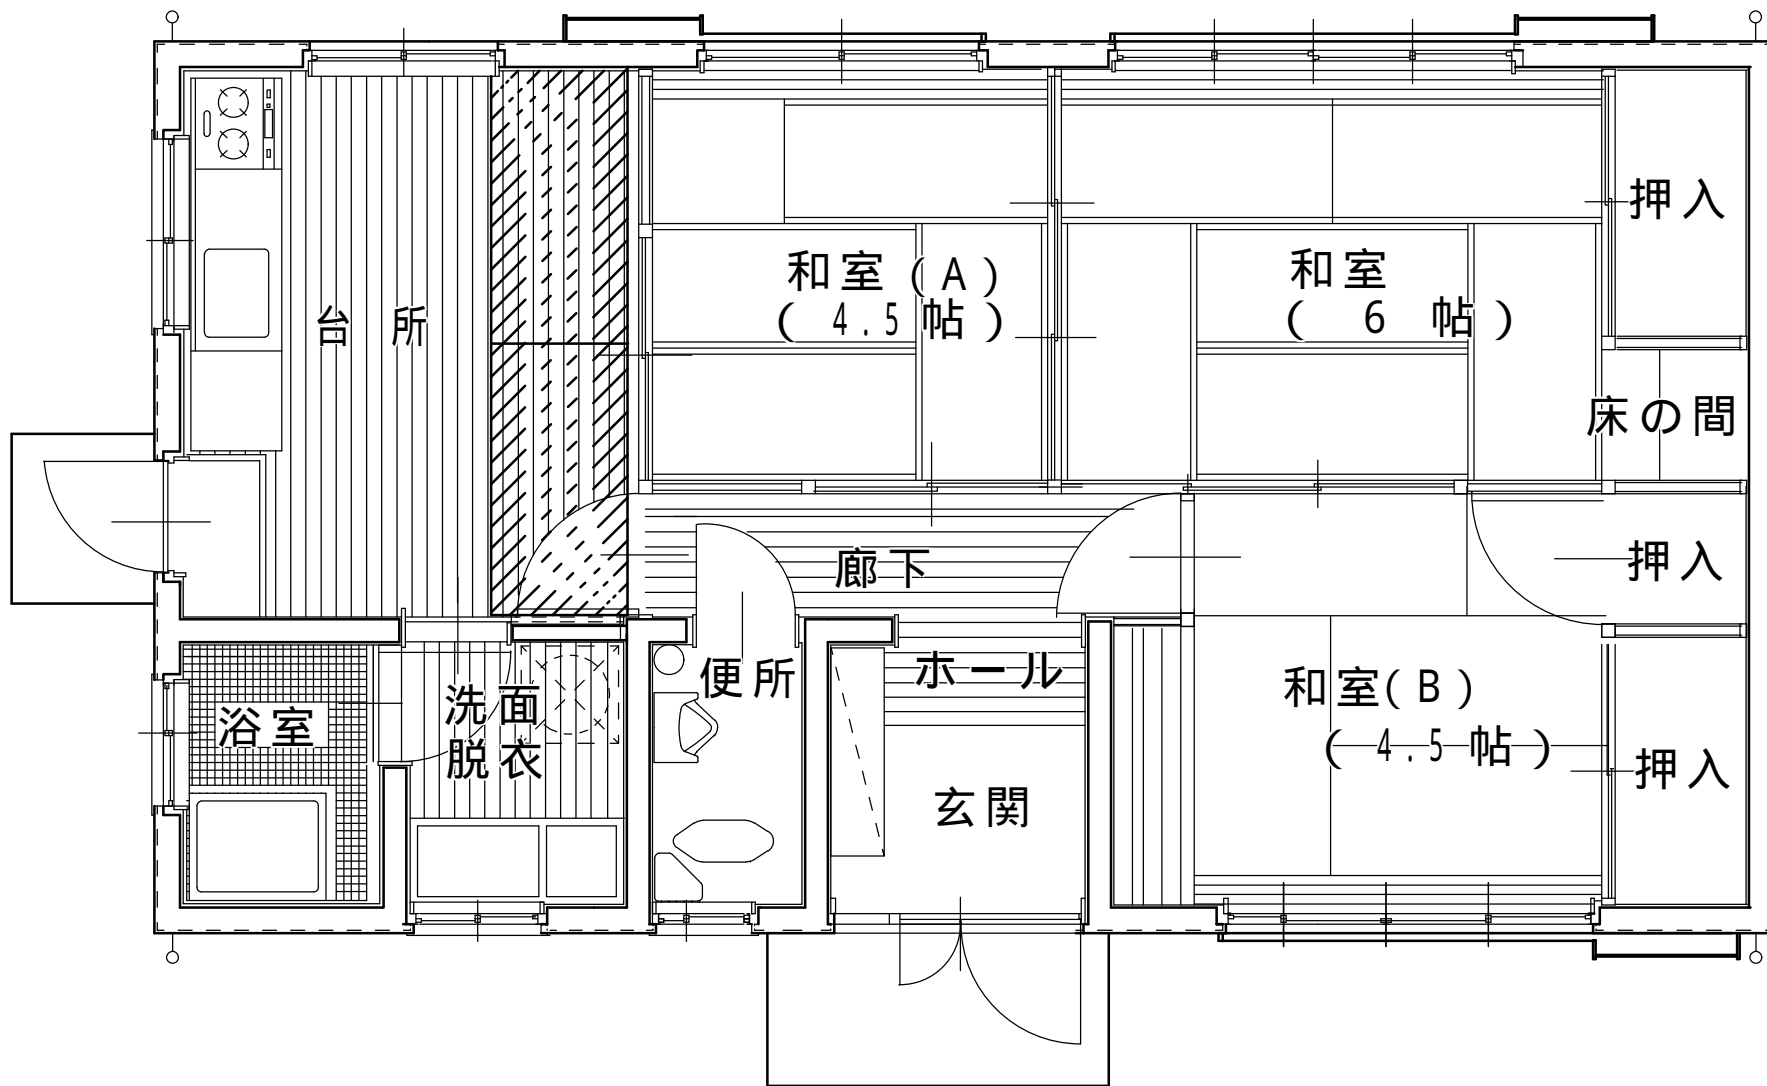 押入
和室(A)
(4.5帖)
和室
(6帖)
台所
床の間
廊下
押入
浴室
洗面
脱衣
便所
ホール
玄関
和室(B)
(4.5帖)
押入